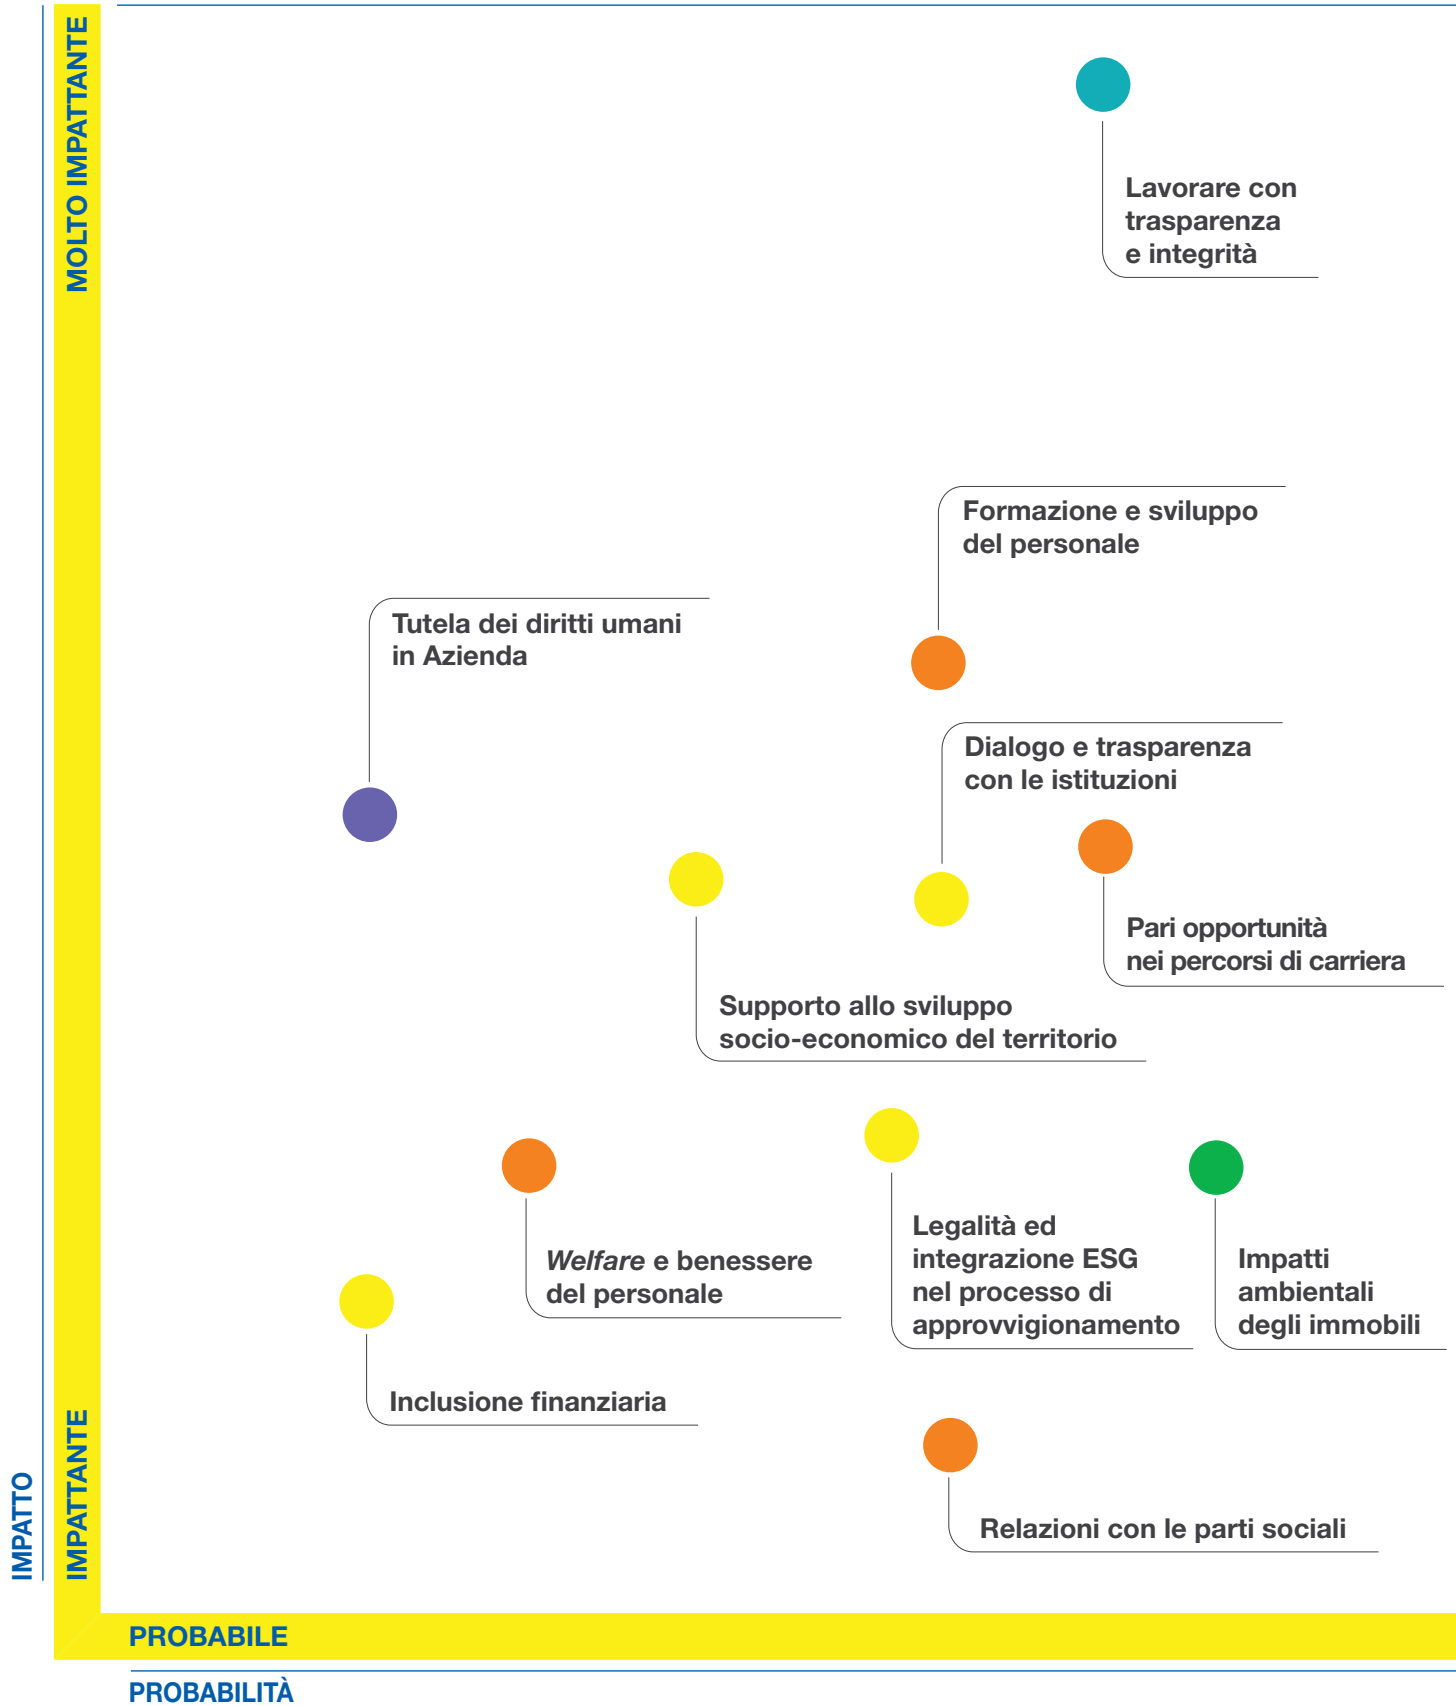 MOLTO IMPATTANTE
Lavorare con
trasparenza
e integrità
Formazione e sviluppo
del personale
Tutela dei diritti umani
in Azienda
Dialogo e trasparenza
con le istituzioni
Pari opportunità
nei percorsi di carriera
Supporto allo sviluppo
socio-economico del territorio
Welfare e benessere
del personale
Legalità ed
integrazione ESG
nel processo di
approvvigionamento
Impatti
ambientali
degli immobili
Inclusione finanziaria
Relazioni con le parti sociali
IMPATTANTE
IMPATTO
PROBABILE
PROBABILITÀ